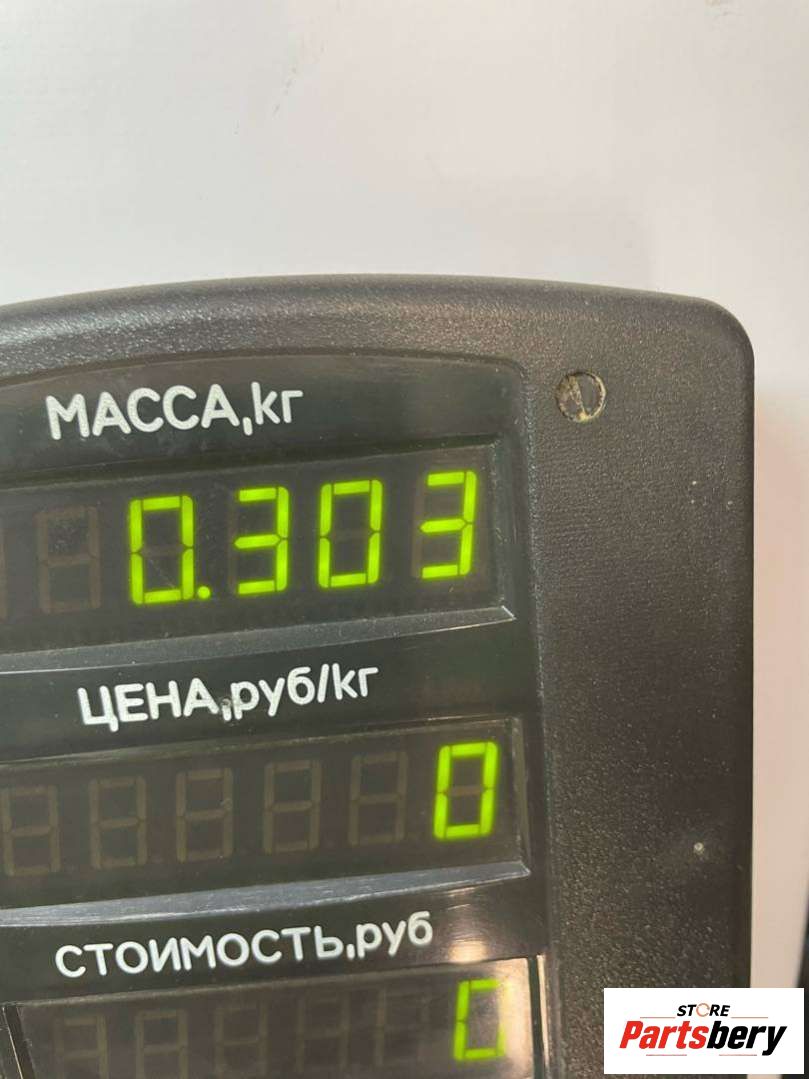 МАССА,кг
0.303
ЦЕНА,руб/кг
0
СТОИМОСТЬ,руб
0
STORE
Partsbery